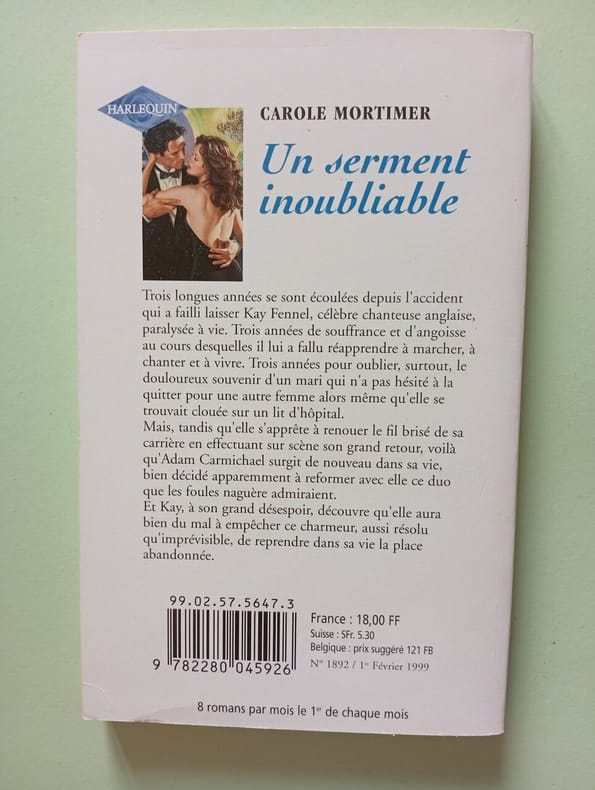 HARLEQUIN
CAROLE MORTIMER
Un serment
inoubliable
Trois longues années se sont écoulées depuis l'accident
qui a failli laisser Kay Fennel, célèbre chanteuse anglaise,
paralysée à vie. Trois années de souffrance et d'angoisse
au cours desquelles il lui a fallu réapprendre à marcher, à
chanter et à vivre. Trois années pour oublier, surtout, le
douloureux souvenir d'un mari qui n'a pas hésité à la
quitter pour une autre femme alors même qu'elle se
trouvait clouée sur un lit d'hôpital.
Mais, tandis qu'elle s'apprête à renouer le fil brisé de sa
carrière en effectuant sur scène son grand retour, voilà
qu'Adam Carmichael surgit de nouveau dans sa vie,
bien décidé apparemment à reformer avec elle ce duo
que les foules naguère admiraient.
Et Kay, à son grand désespoir, découvre qu'elle aura
bien du mal à empêcher ce charmeur, aussi résolu
qu'imprévisible, de reprendre dans sa vie la place
abandonnée.
99.02.57.5647.3
9 782280 045926
France : 18,00 FF
Suisse : SFr. 5.30
Belgique : prix suggéré 121 FB
N° 1892 / 1er Février 1999
8 romans par mois le 1er de chaque mois